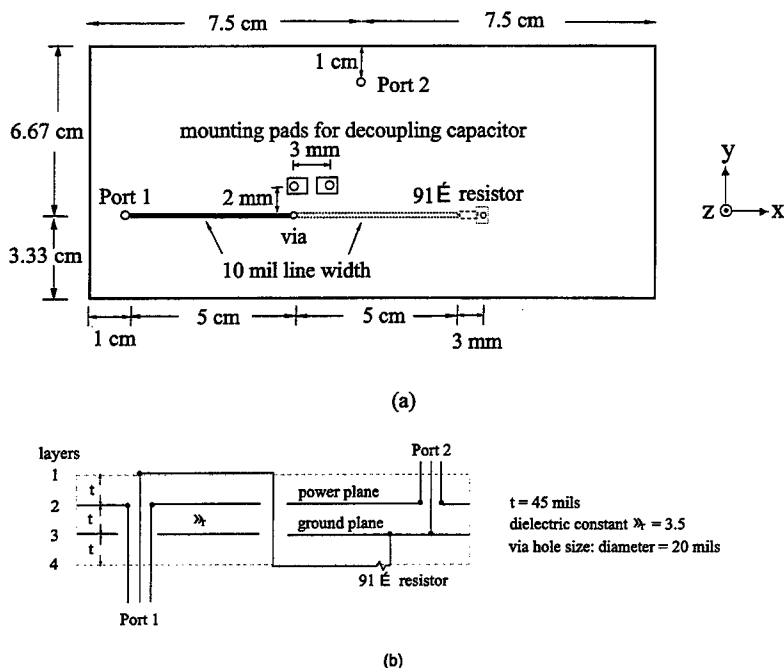 7.5 cm
7.5 cm
1 cm
Port 2
6.67 cm
mounting pads for decoupling capacitor
3 mm
Port 1
2 mm
91 É resistor
via
y
z
x
10 mil line width
3.33 cm
5 cm
5 cm
1 cm
3 mm
(a)
layers
Port 2
1
t
power plane
2
t
»r
ground plane
3
t
4
91 É resistor
Port 1
t = 45 mils
dielectric constant »r = 3.5
via hole size: diameter = 20 mils
(b)